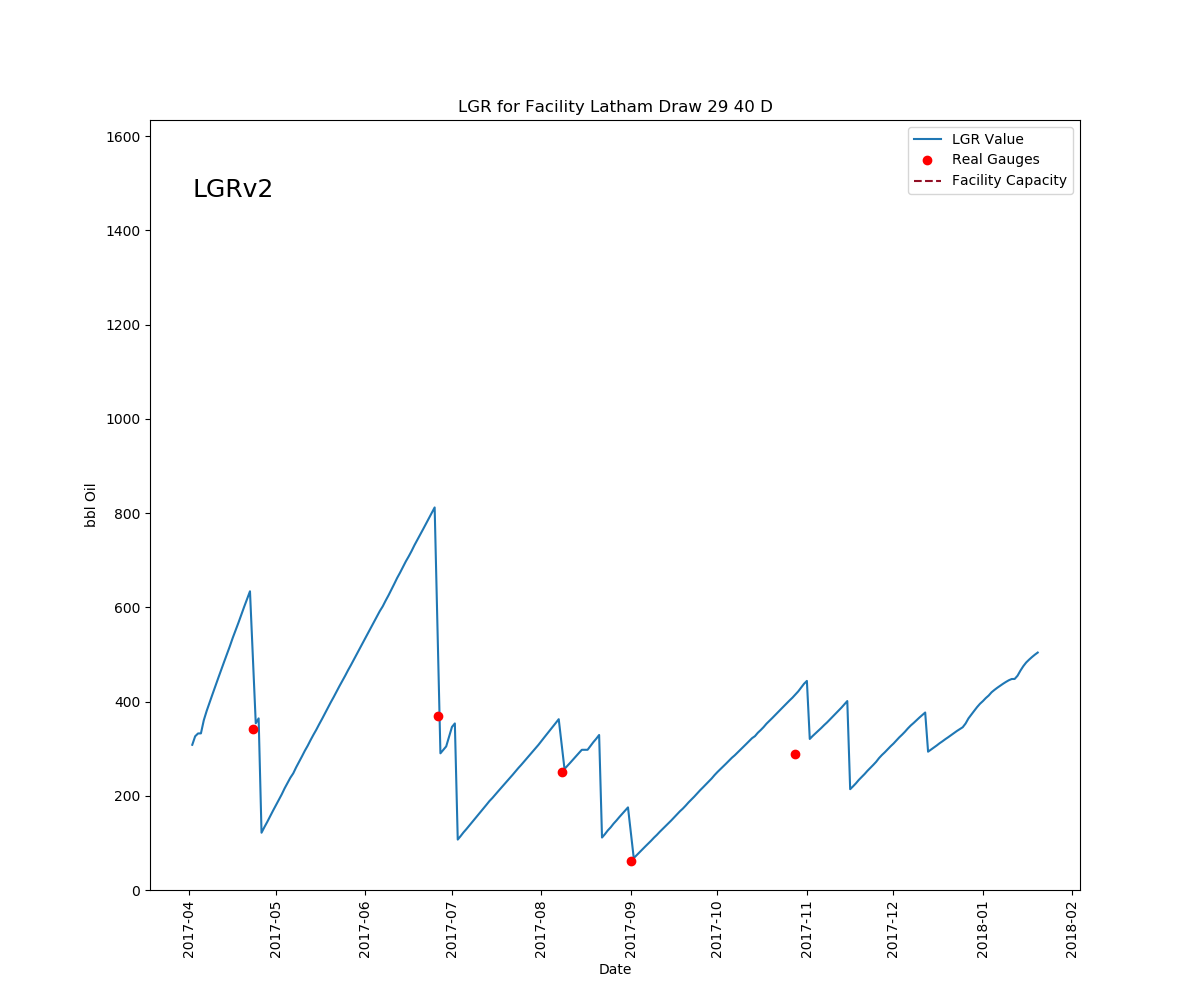 LGR for Facility Latham Draw 29 40 D
LGRv2
LGR Value
Real Gauges
Facility Capacity
bbl Oil
1600
1400
1200
1000
800
600
400
200
0
2017-04
2017-05
2017-06
2017-07
2017-08
2017-09
2017-10
2017-11
2017-12
2018-01
2018-02
Date